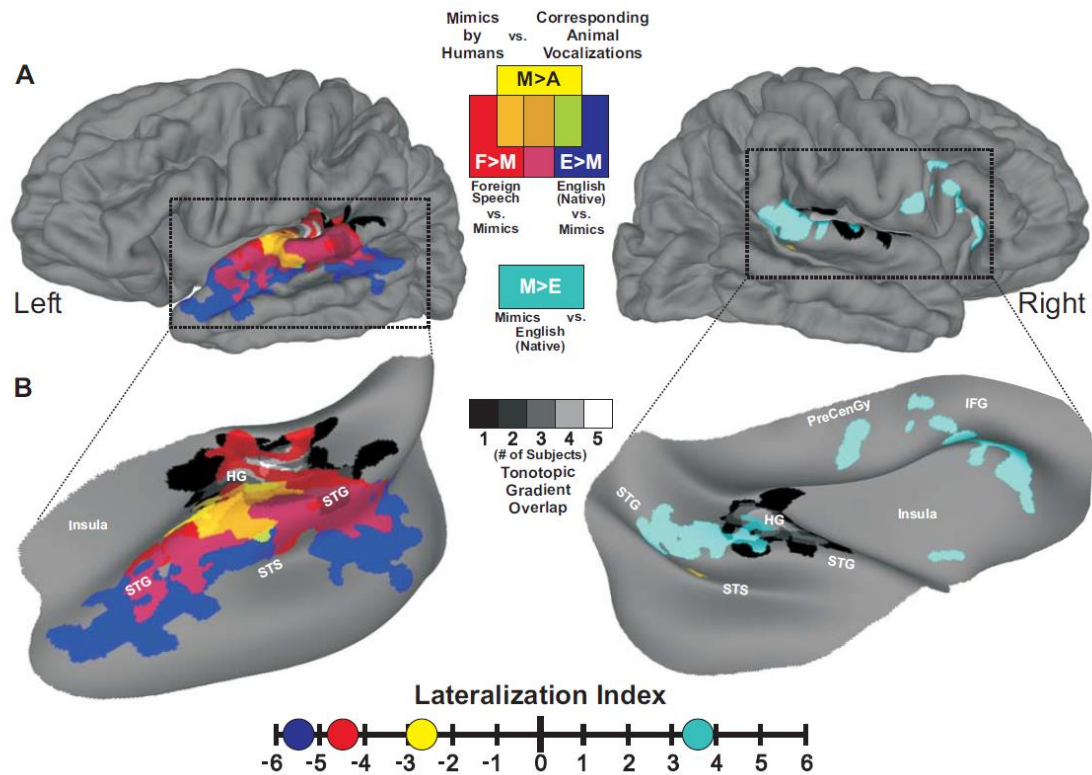 Mimics by Humans vs. Corresponding Animal Vocalizations
A
M>A
F>M
E>M
Foreign Speech vs. Mimics
English (Native) vs. Mimics
Left
M>E
Mimics vs. English (Native)
Right
B
1 2 3 4 5
(# of Subjects)
Tonotopic
Gradient
Overlap
HG
Insula
STG
STG
STS
PreCenGy
IFG
STG
HG
Insula
STG
STS
Lateralization Index
-6 -5 -4 -3 -2 -1 0 1 2 3 4 5 6